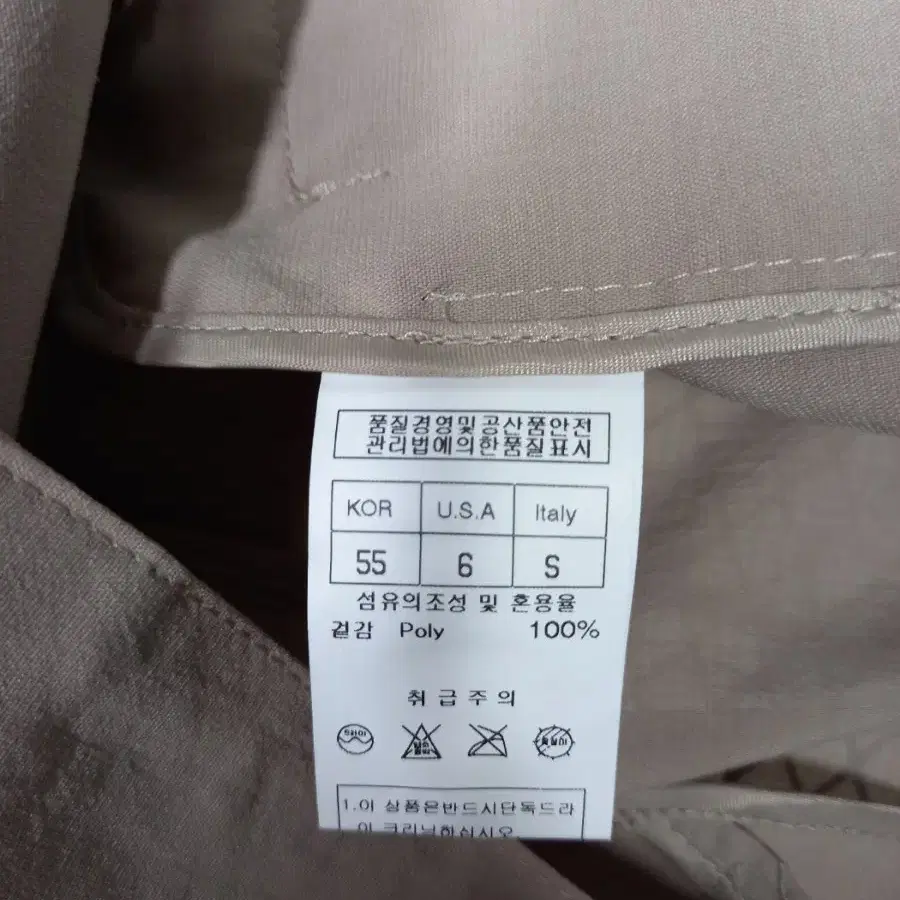 품질경영및공산품안전
관리법에의한품질표시
KOR U.S.A Italy
55 6 S
섬유의조성 및 혼용율
겉감 Poly 100%
취급주의
드라이
1.이 상품은반드시단독드라
이 크리닝하십시오.